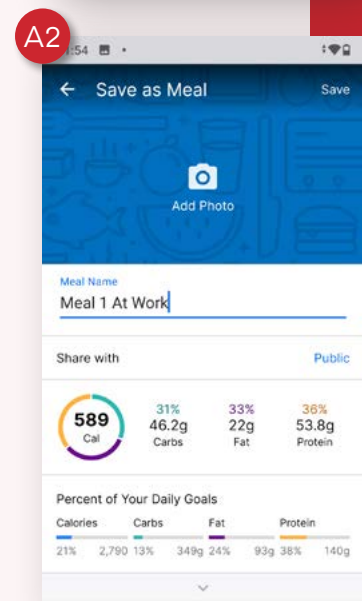 A2
:54
Save as Meal Save
Add Photo
Meal Name
Meal 1 At Work
Share with Public
31% 33% 36%
589 46.2g 22g 53.8g
Cal Carbs Fat Protein
Percent of Your Daily Goals
Calories Carbs Fat Protein
21% 2,790 13% 349g 24% 93g 38% 140g